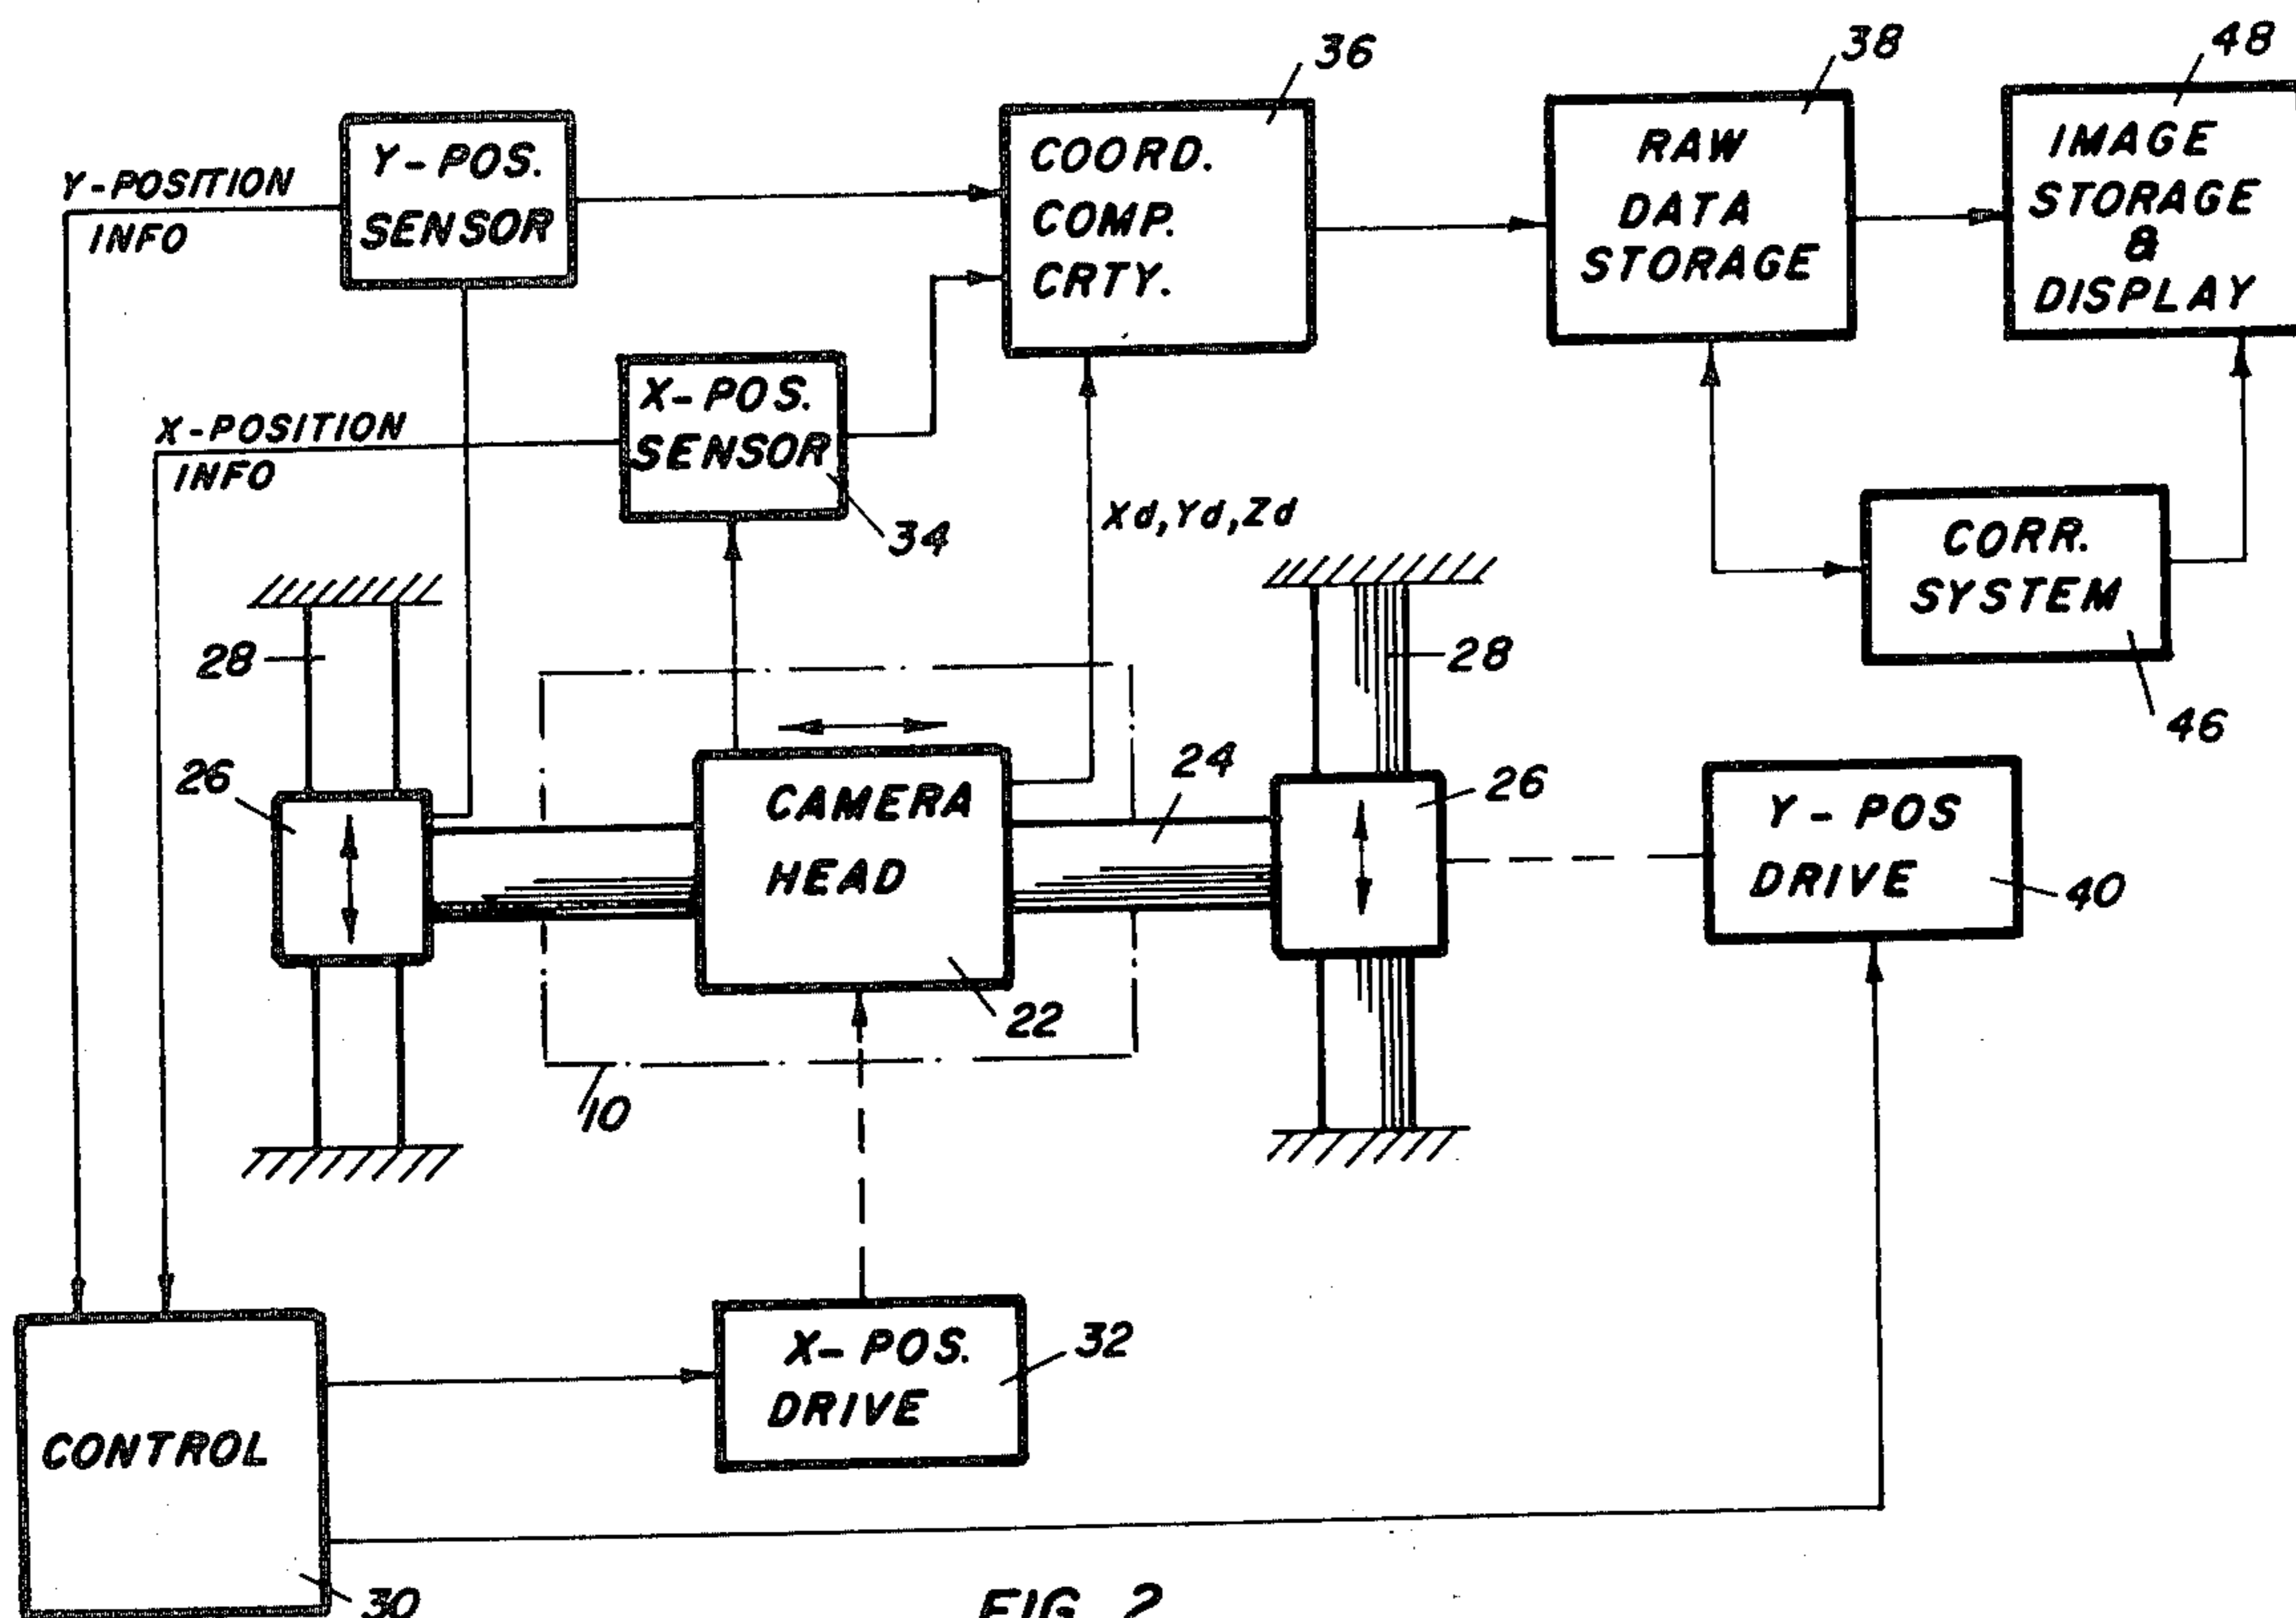 36
38
48
Y-POS.
SENSOR
Y-POSITION
INFO
COORD.
COMP.
CRTY.
RAW
DATA
STORAGE
IMAGE
STORAGE
&
DISPLAY
X-POS.
SENSOR
34
X-POSITION
INFO
Xd, Yd, Zd
CORR.
SYSTEM
46
28
28
26
CAMERA
HEAD
22
24
26
Y-POS
DRIVE
40
10
X-POS.
DRIVE
32
CONTROL
30
FIG. 2